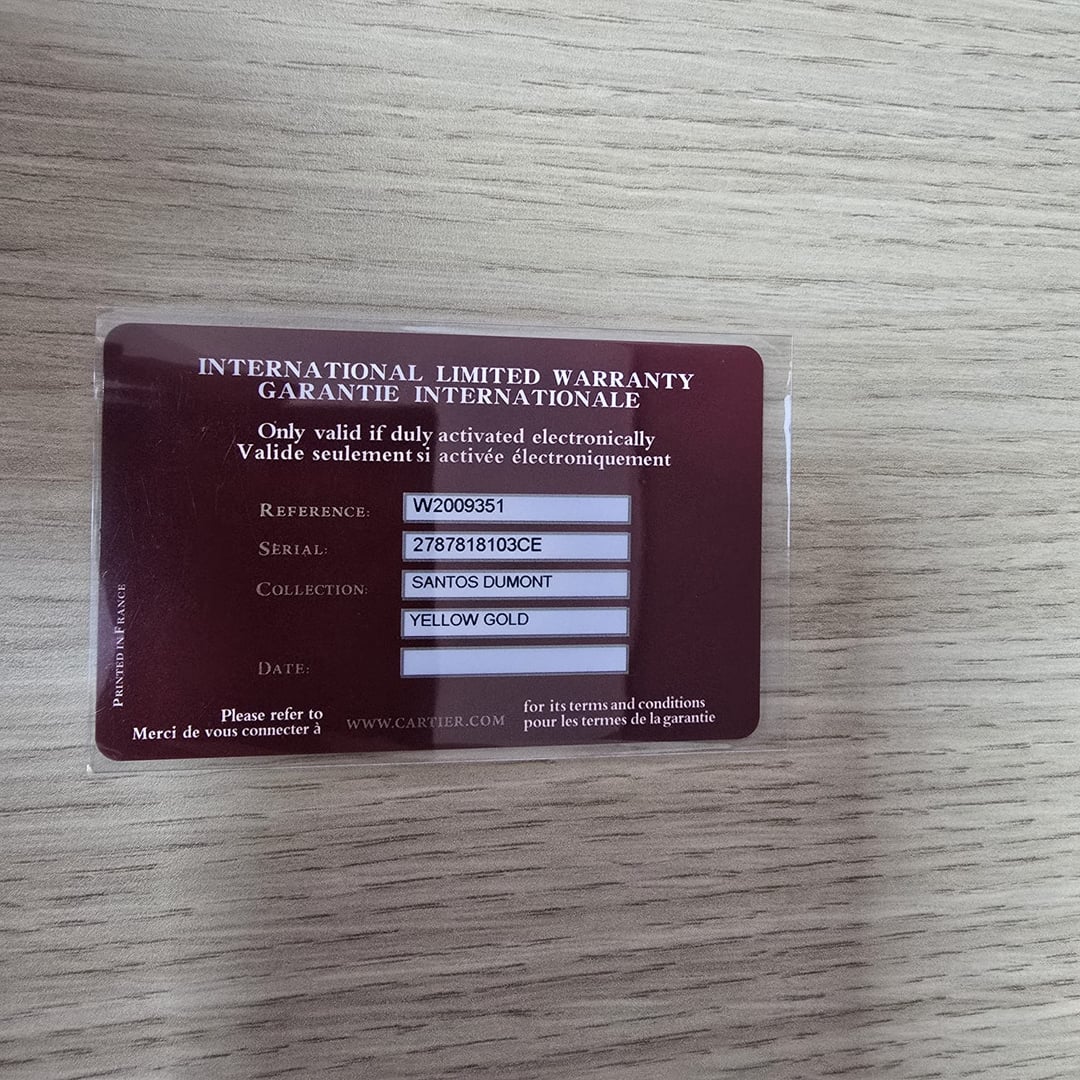 INTERNATIONAL LIMITED WARRANTY
GARANTIE INTERNATIONALE
Only valid if duly activated electronically
Valide seulement si activée électroniquement
REFERENCE: W2009351
SERIAL: 2787818103CE
COLLECTION: SANTOS DUMONT
YELLOW GOLD
DATE:
PRINTED IN FRANCE
Please refer to WWW.CARTIER.COM for its terms and conditions
Merci de vous connecter à pour les termes de la garantie